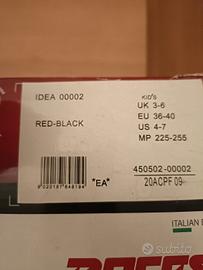 IDEA 00002
KID'S
UK 3-6
RED-BLACK
EU 36-40
US 4-7
MP 225-255
*EA*
450502-00002
20ACPF 09
ITALIAN
subito